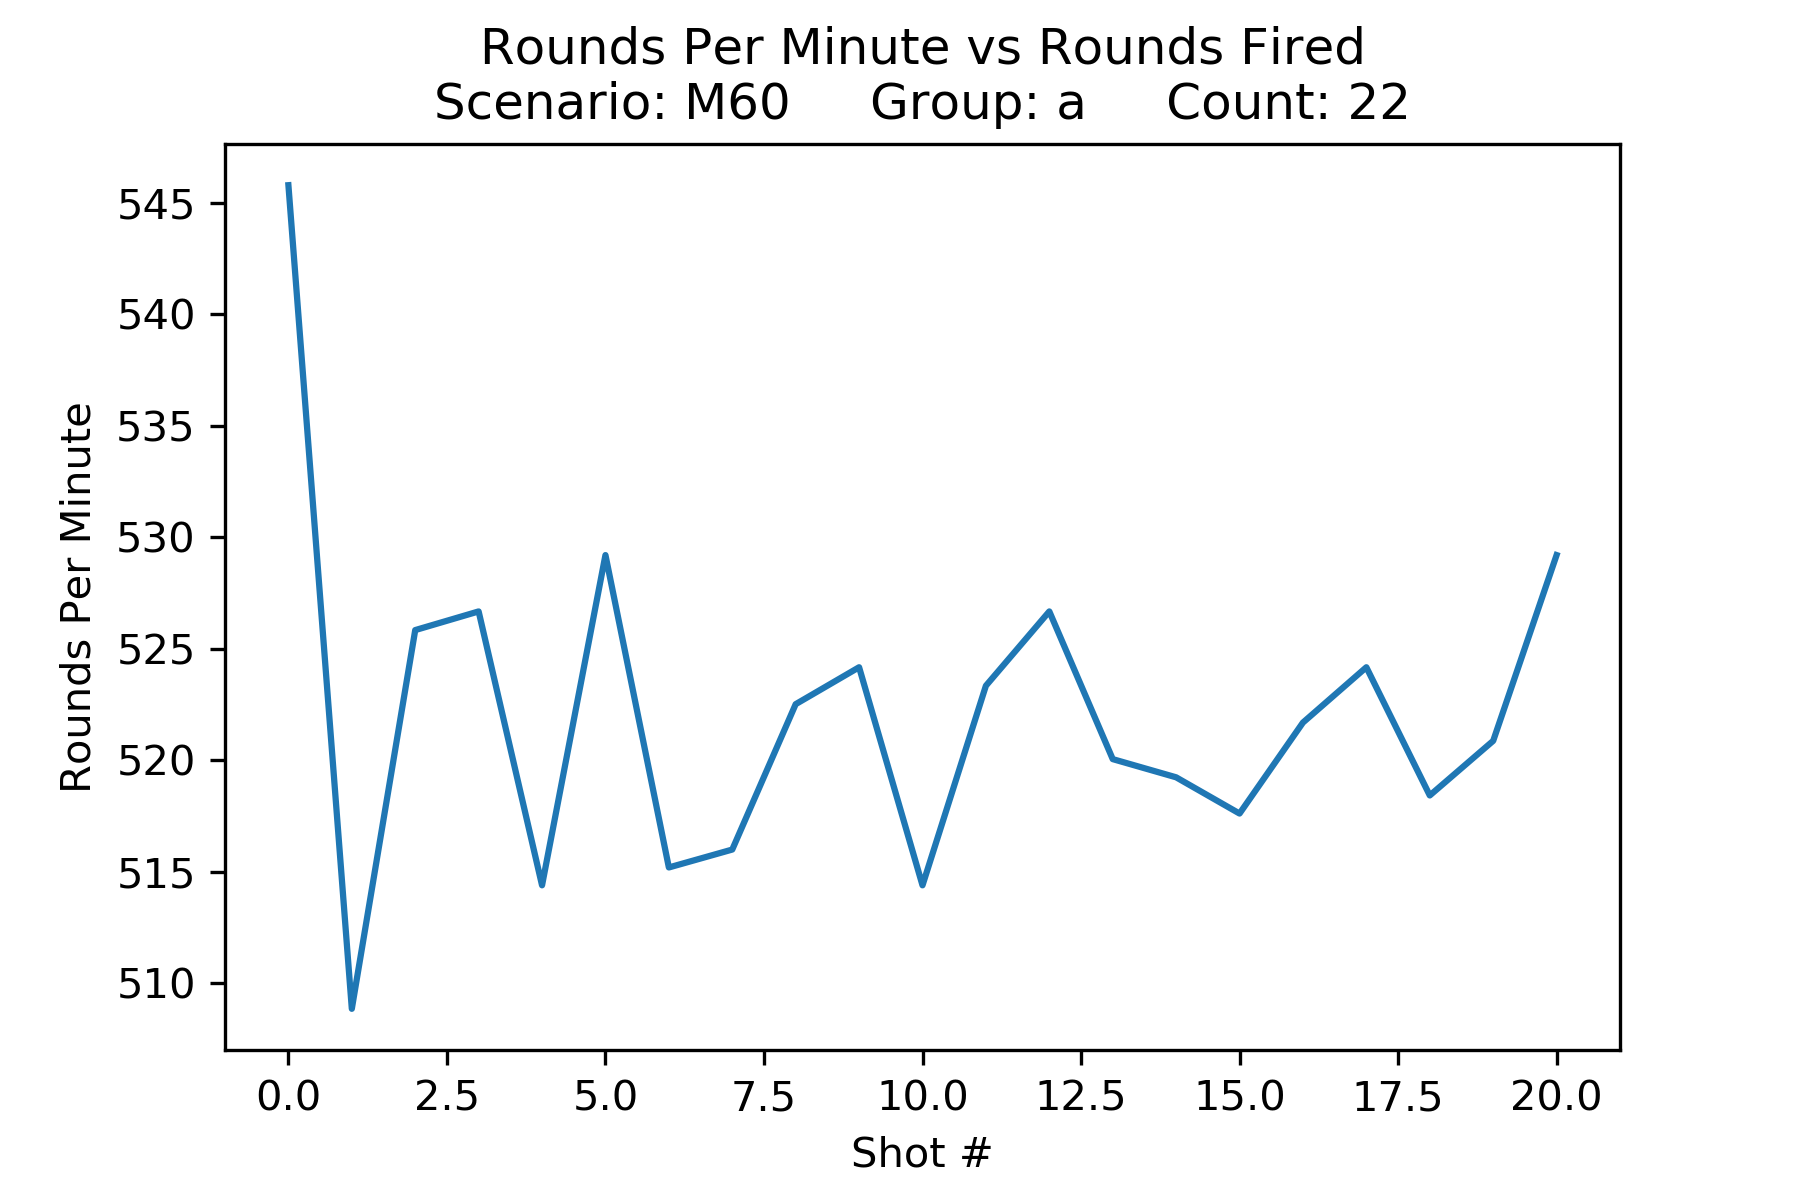 Rounds Per Minute vs Rounds Fired
Scenario: M60 Group: a Count: 22
545
540
535
530
525
520
515
510
Rounds Per Minute
0.0 2.5 5.0 7.5 10.0 12.5 15.0 17.5 20.0
Shot #